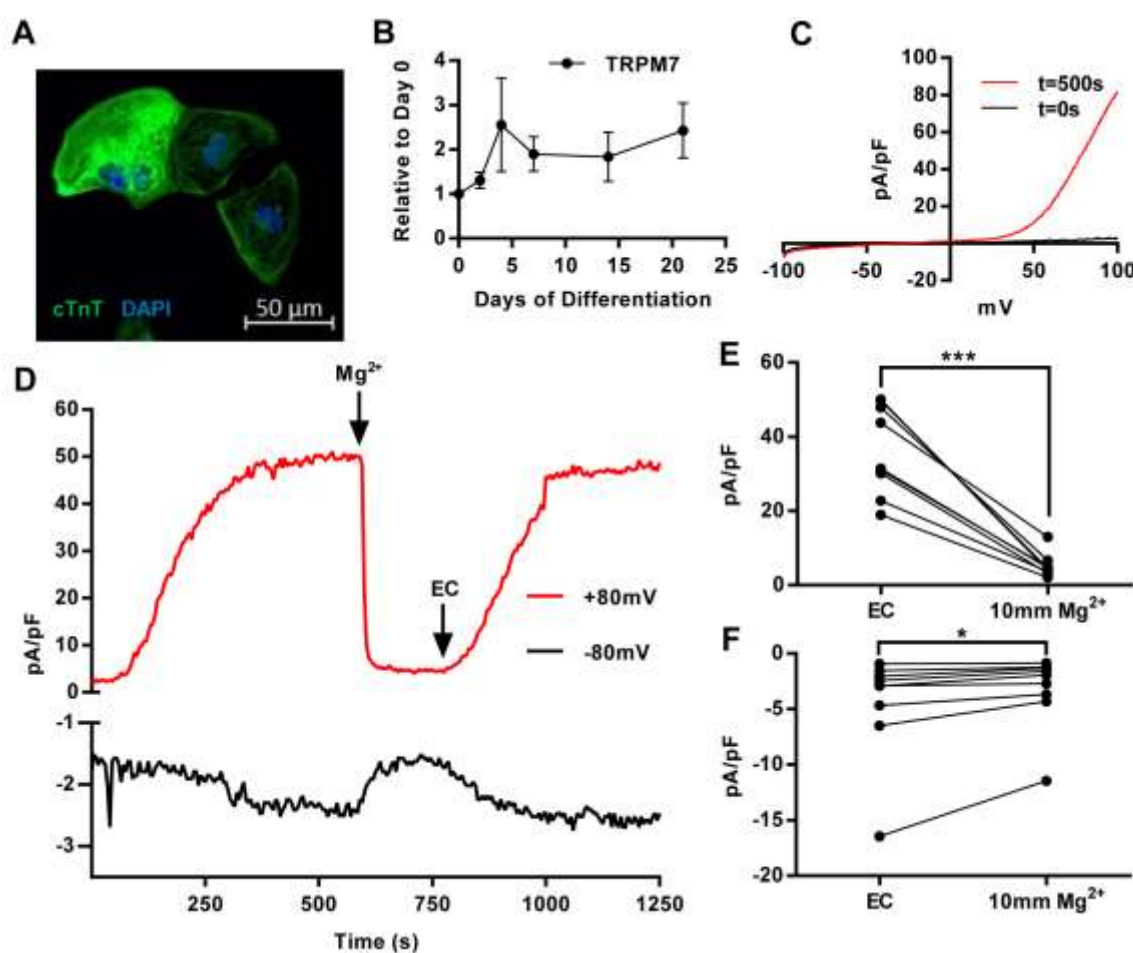 A
cTnT DAPI
50 μm
B
4
3
2
1
0
Relative to Day 0
TRPM7
0 5 10 15 20 25
Days of Differentiation
C
100
80
60
40
20
-20
pA/pF
t=500s
t=0s
-100 -50 50 100
mV
D
Mg²⁺
60
50
40
30
20
10
0
pA/pF
EC
+80mV
-80mV
-1
-2
-3
250 500 750 1000 1250
Time (s)
E
***
60
40
20
0
pA/pF
EC 10mm Mg²⁺
F
*
0
-5
-10
-15
-20
pA/pF
EC 10mm Mg²⁺